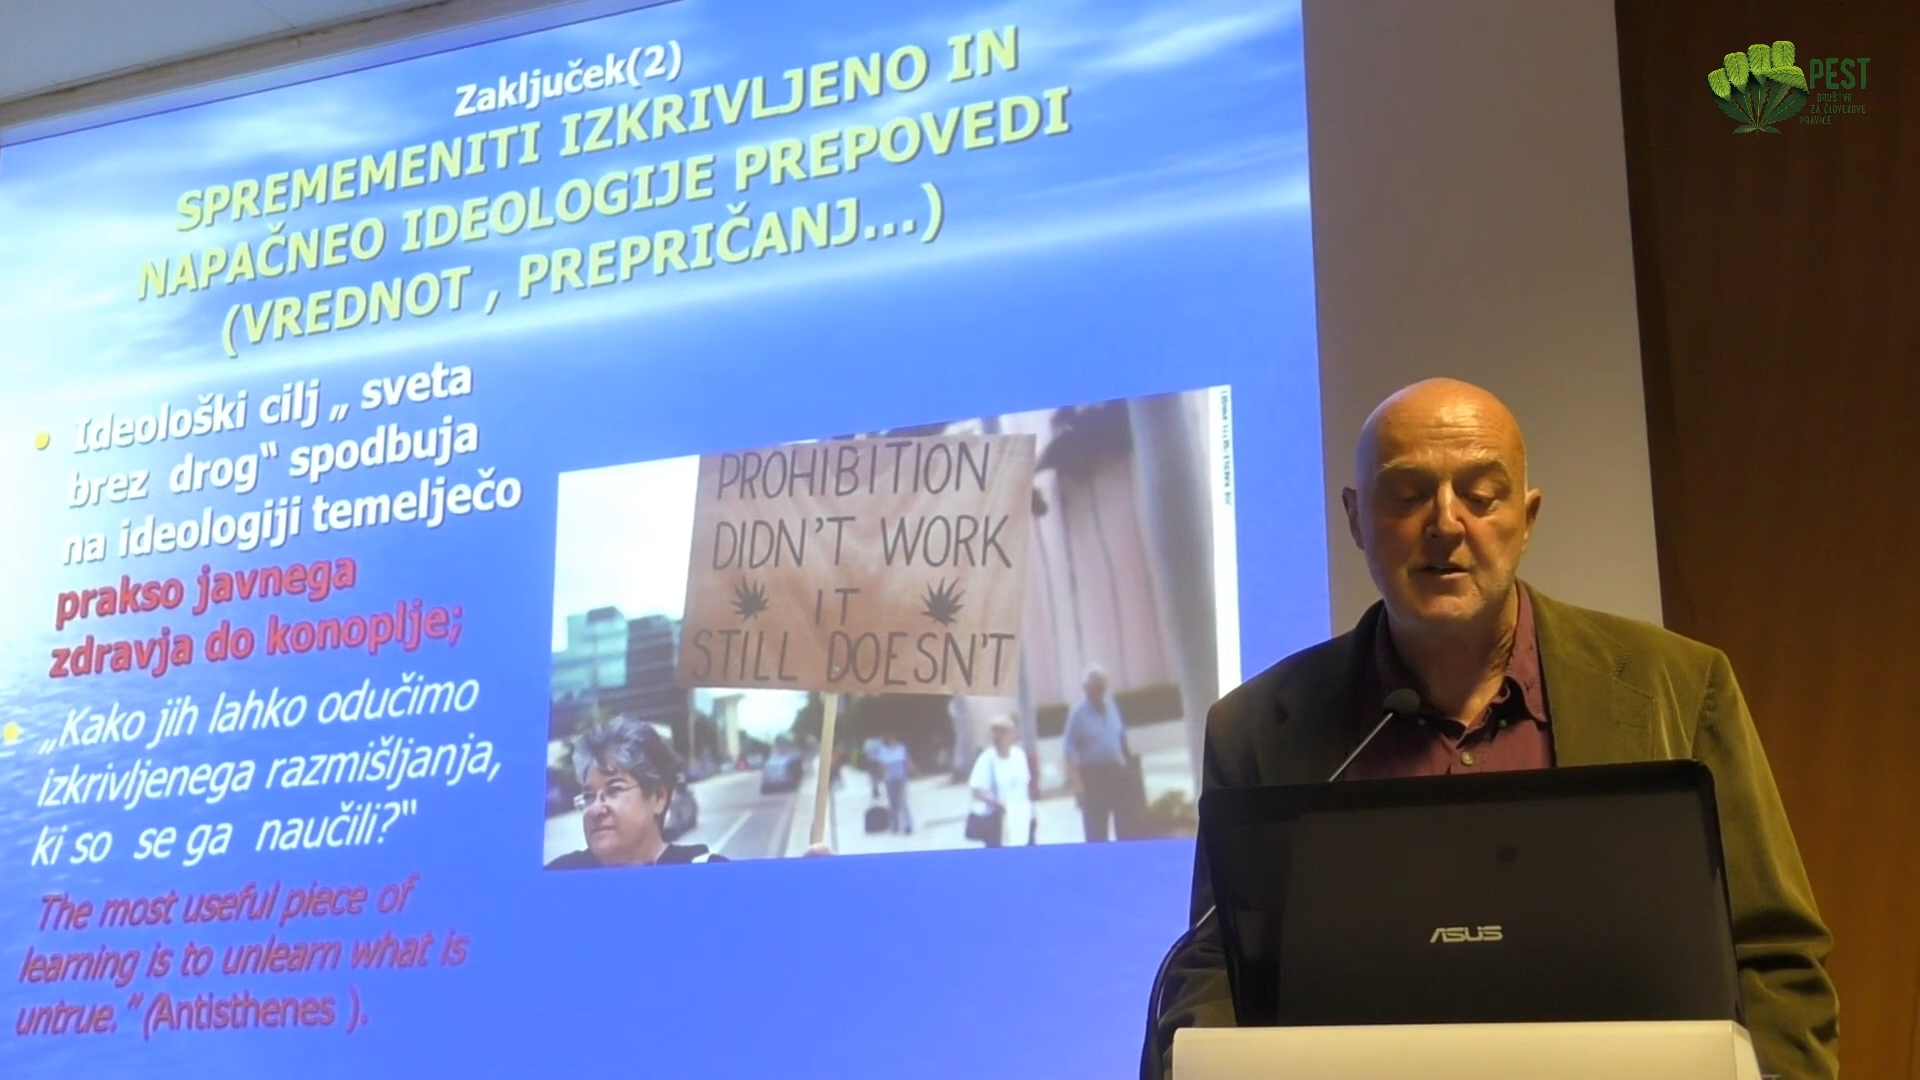 Zaključek(2)
SPREMEMENITI IZKRIVLJENO IN
NAPAČNEO IDEOLOGIJE PREPOVEDI
(VREDNOT , PREPRIČANJ...)
Ideološki cilj „ sveta
brez drog“ spodbuja
na ideologiji temelječo
prakso javnega
zdravja do konoplje;
„Kako jih lahko odučimo
izkrivljenega razmišljanja,
ki so se ga naučili?“
The most useful piece of
learning is to unlearn what is
untrue.“ (Antisthenes ).
PROHIBITION
DIDN'T WORK
IT
STILL DOESN'T
PEST
DRUŠTVO
ZA ČLOVEKOVE
PRAVICE
ASUS